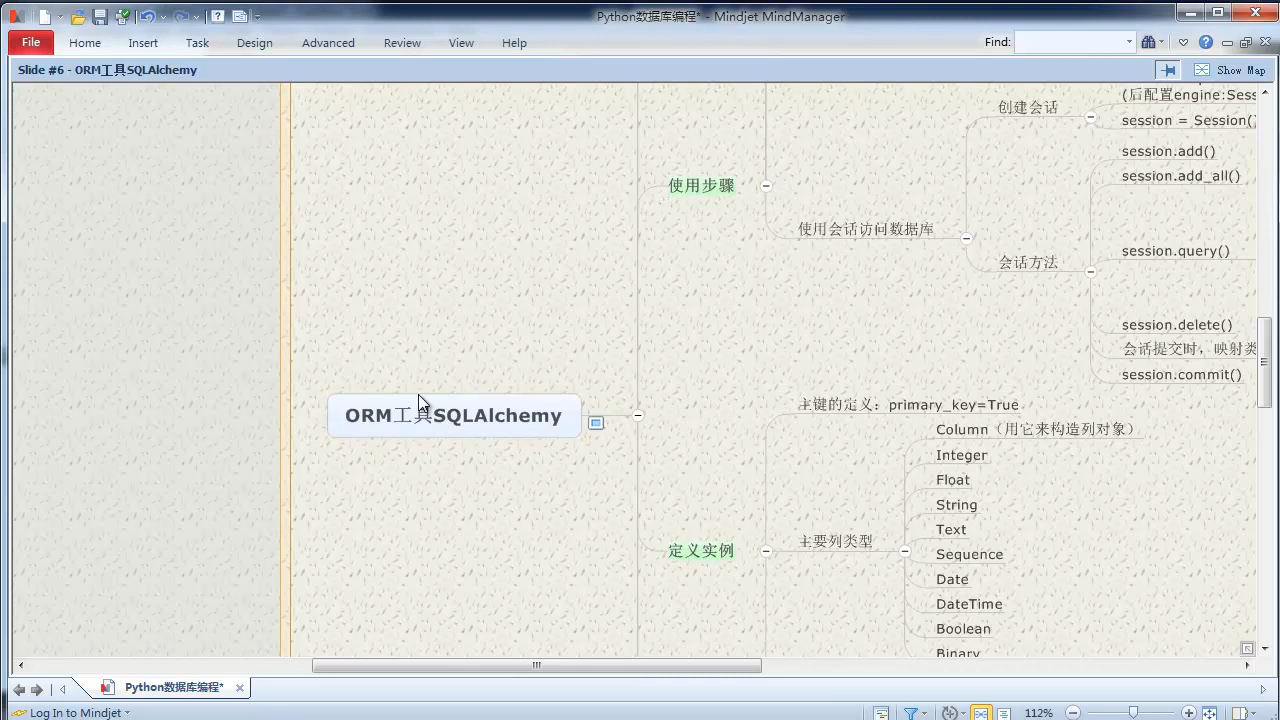 Python数据库编程* - Mindjet MindManager
File Home Insert Task Design Advanced Review View Help Find:
Slide #6 - ORM工具SQLAlchemy Show Map
(后配置engine:Sess
创建会话
session = Session()
session.add()
session.add_all()
使用步骤
使用会话访问数据库
session.query()
会话方法
session.delete()
会话提交时，映射类
session.commit()
ORM工具SQLAlchemy
主键的定义：primary_key=True
Column（用它来构造列对象）
Integer
Float
String
Text
定义实例
主要列类型
Sequence
Date
DateTime
Boolean
Binary
Python数据库编程*
Log In to Mindjet 112%